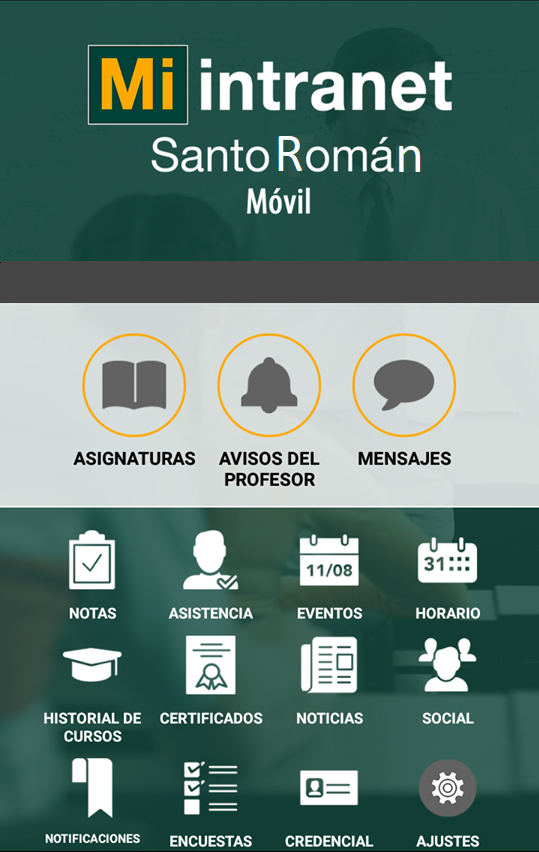 Mi intranet
Santo Román
Móvil
ASIGNATURAS
AVISOS DEL
PROFESOR
MENSAJES
NOTAS
ASISTENCIA
11/08
EVENTOS
31
HORARIO
HISTORIAL DE
CURSOS
CERTIFICADOS
NOTICIAS
SOCIAL
NOTIFICACIONES
ENCUESTAS
CREDENCIAL
AJUSTES